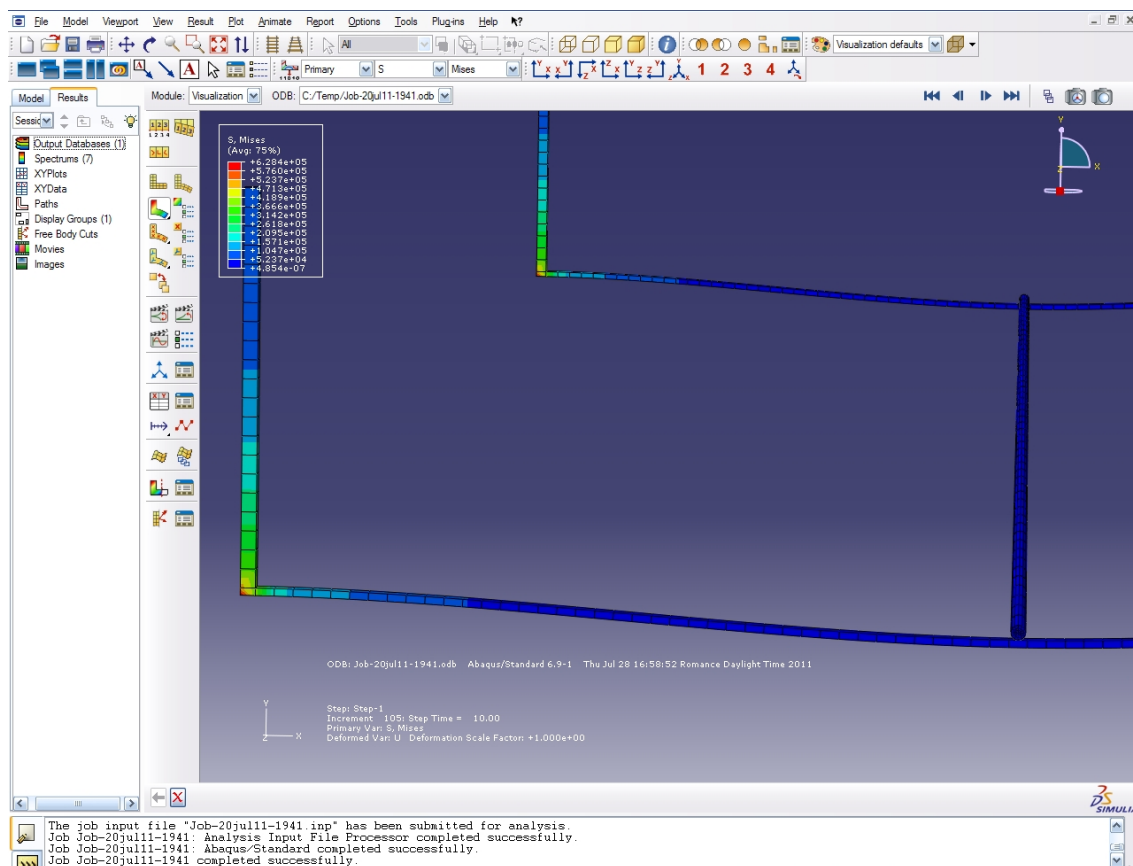 File Model Viewport View Result Plot Animate Report Options Tools Plug-ins Help
All Visualization defaults
Primary S Mises 1 2 3 4
Model Results Module: Visualization ODB: C:/Temp/Job-20jul11-1941.odb
Output Databases (1)
Spectrums (7)
XYPlots
XYData
Paths
Display Groups (1)
Free Body Cuts
Movies
Images
S, Mises
(Avg: 75%)
+6.284e+05
+5.760e+05
+5.237e+05
+4.713e+05
+4.189e+05
+3.666e+05
+3.142e+05
+2.618e+05
+2.095e+05
+1.571e+05
+1.047e+05
+5.237e+04
+4.854e-07
Y
X
Z
ODB: Job-20jul11-1941.odb Abaqus/Standard 6.9-1 Thu Jul 28 16:58:52 Romance Daylight Time 2011
Y
Z X
Step: Step-1
Increment 105: Step Time = 10.00
Primary Var: S, Mises
Deformed Var: U Deformation Scale Factor: +1.000e+00
The job input file "Job-20jul11-1941.inp" has been submitted for analysis.
Job Job-20jul11-1941: Analysis Input File Processor completed successfully.
Job Job-20jul11-1941: Abaqus/Standard completed successfully.
Job Job-20jul11-1941 completed successfully.